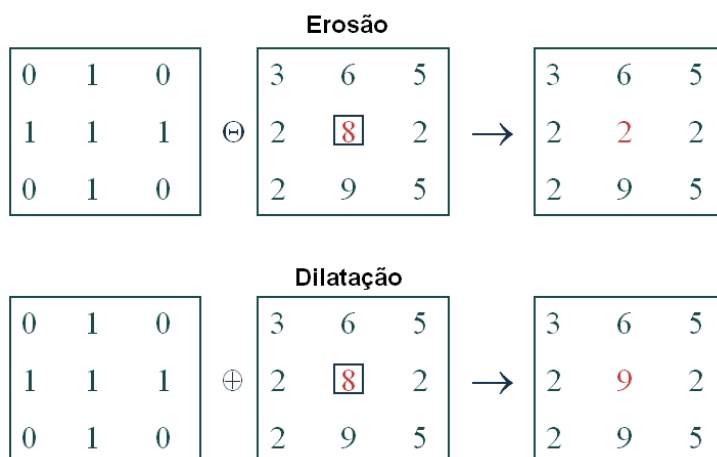 Erosão
0 1 0 3 6 5 3 6 5
1 1 1 Θ 2 8 2 → 2 2 2
0 1 0 2 9 5 2 9 5
Dilatação
0 1 0 3 6 5 3 6 5
1 1 1 ⊕ 2 8 2 → 2 9 2
0 1 0 2 9 5 2 9 5